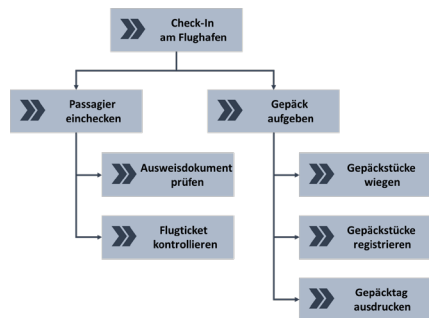 Check-In
am Flughafen
Passagier
einchecken
Gepäck
aufgeben
Ausweisdokument
prüfen
Flugticket
kontrollieren
Gepäckstücke
wiegen
Gepäckstücke
registrieren
Gepäcktag
ausdrucken